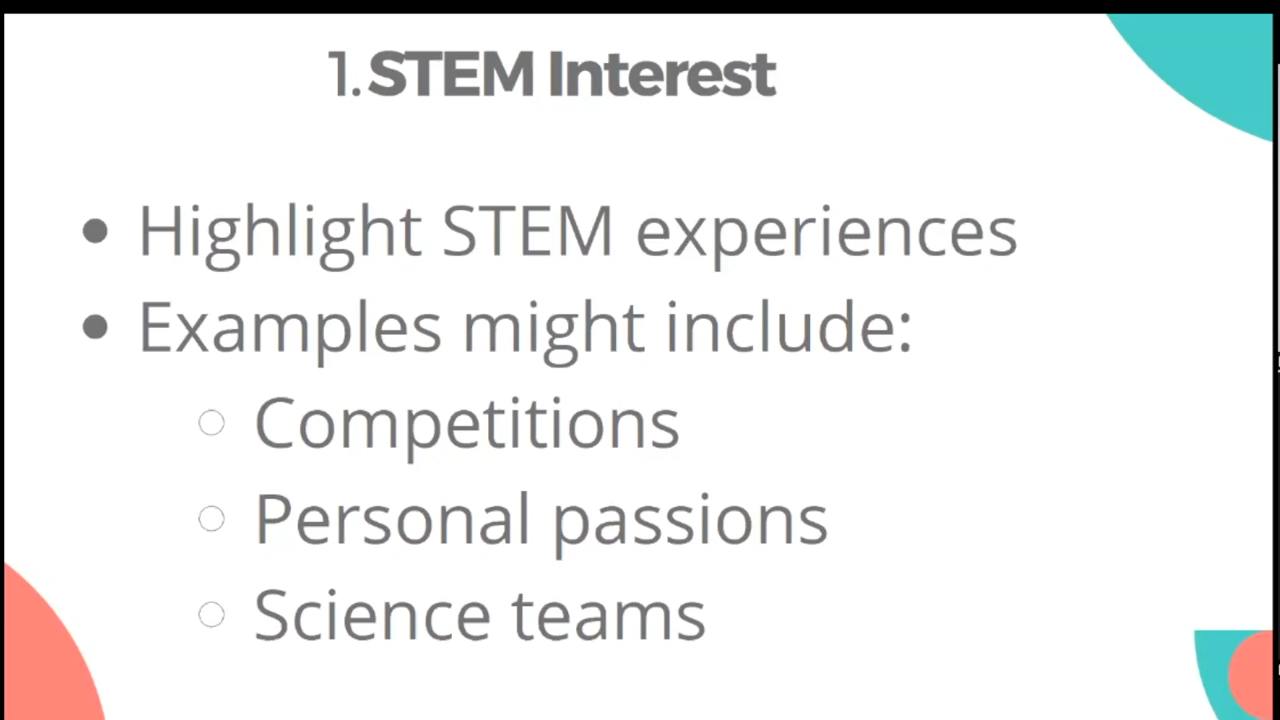 1. STEM Interest
• Highlight STEM experiences
• Examples might include:
○ Competitions
○ Personal passions
○ Science teams